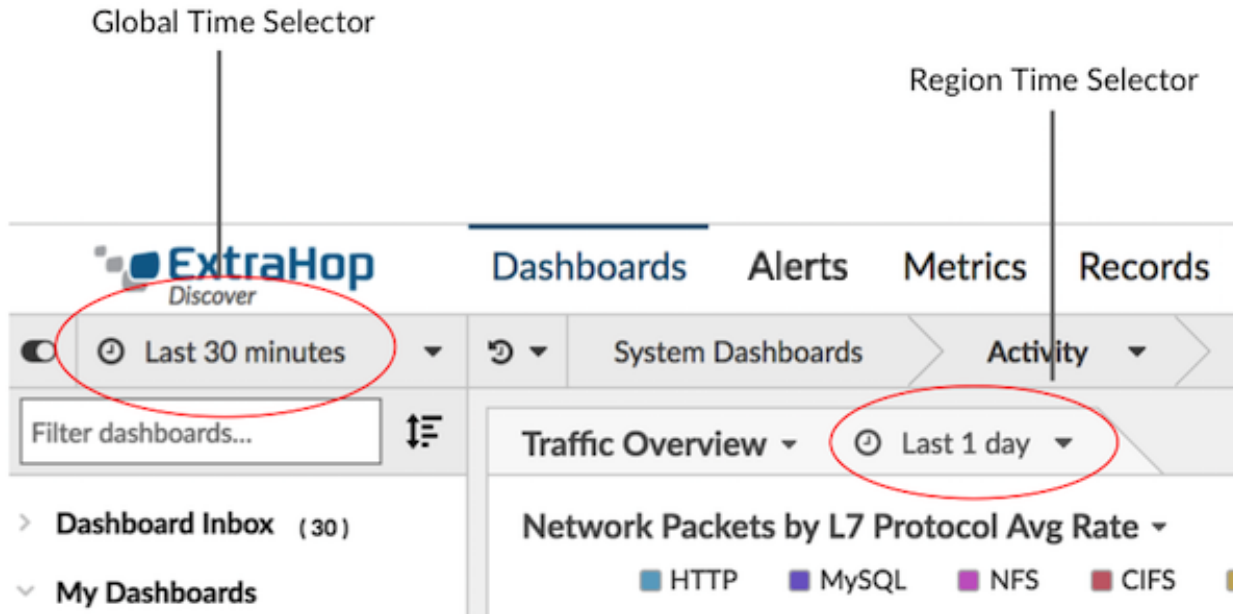 Global Time Selector
Region Time Selector
ExtraHop
Discover
Dashboards Alerts Metrics Records
Last 30 minutes
System Dashboards Activity
Filter dashboards...
Traffic Overview Last 1 day
Dashboard Inbox (30)
Network Packets by L7 Protocol Avg Rate
HTTP MySQL NFS CIFS
My Dashboards